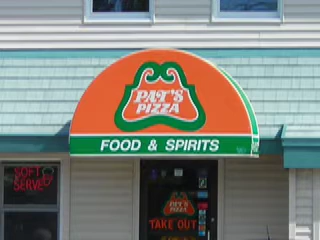 PAT'S
PIZZA
FOOD & SPIRITS
SOFT
SERVE
PAT'S
PIZZA
TAKE OUT